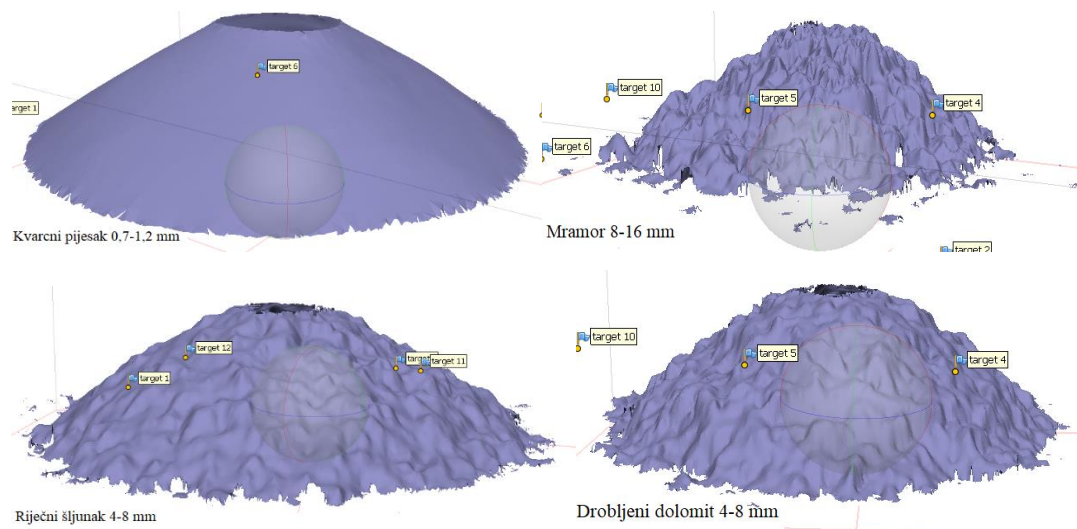 target 6
target 1
Kvarcni pijesak 0,7-1,2 mm
target 10
target 5
target 4
target 6
target 2
Mramor 8-16 mm
target 12
target 1
target
target 11
Riječni šljunak 4-8 mm
target 10
target 5
target 4
Drobljeni dolomit 4-8 mm